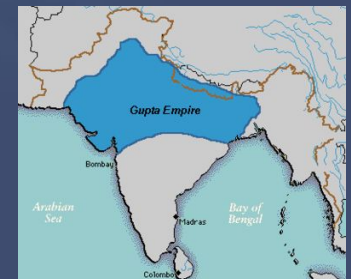 Gupta Empire
Bombay
Arabian
Sea
Bay of
Bengal
Madras
Colombo